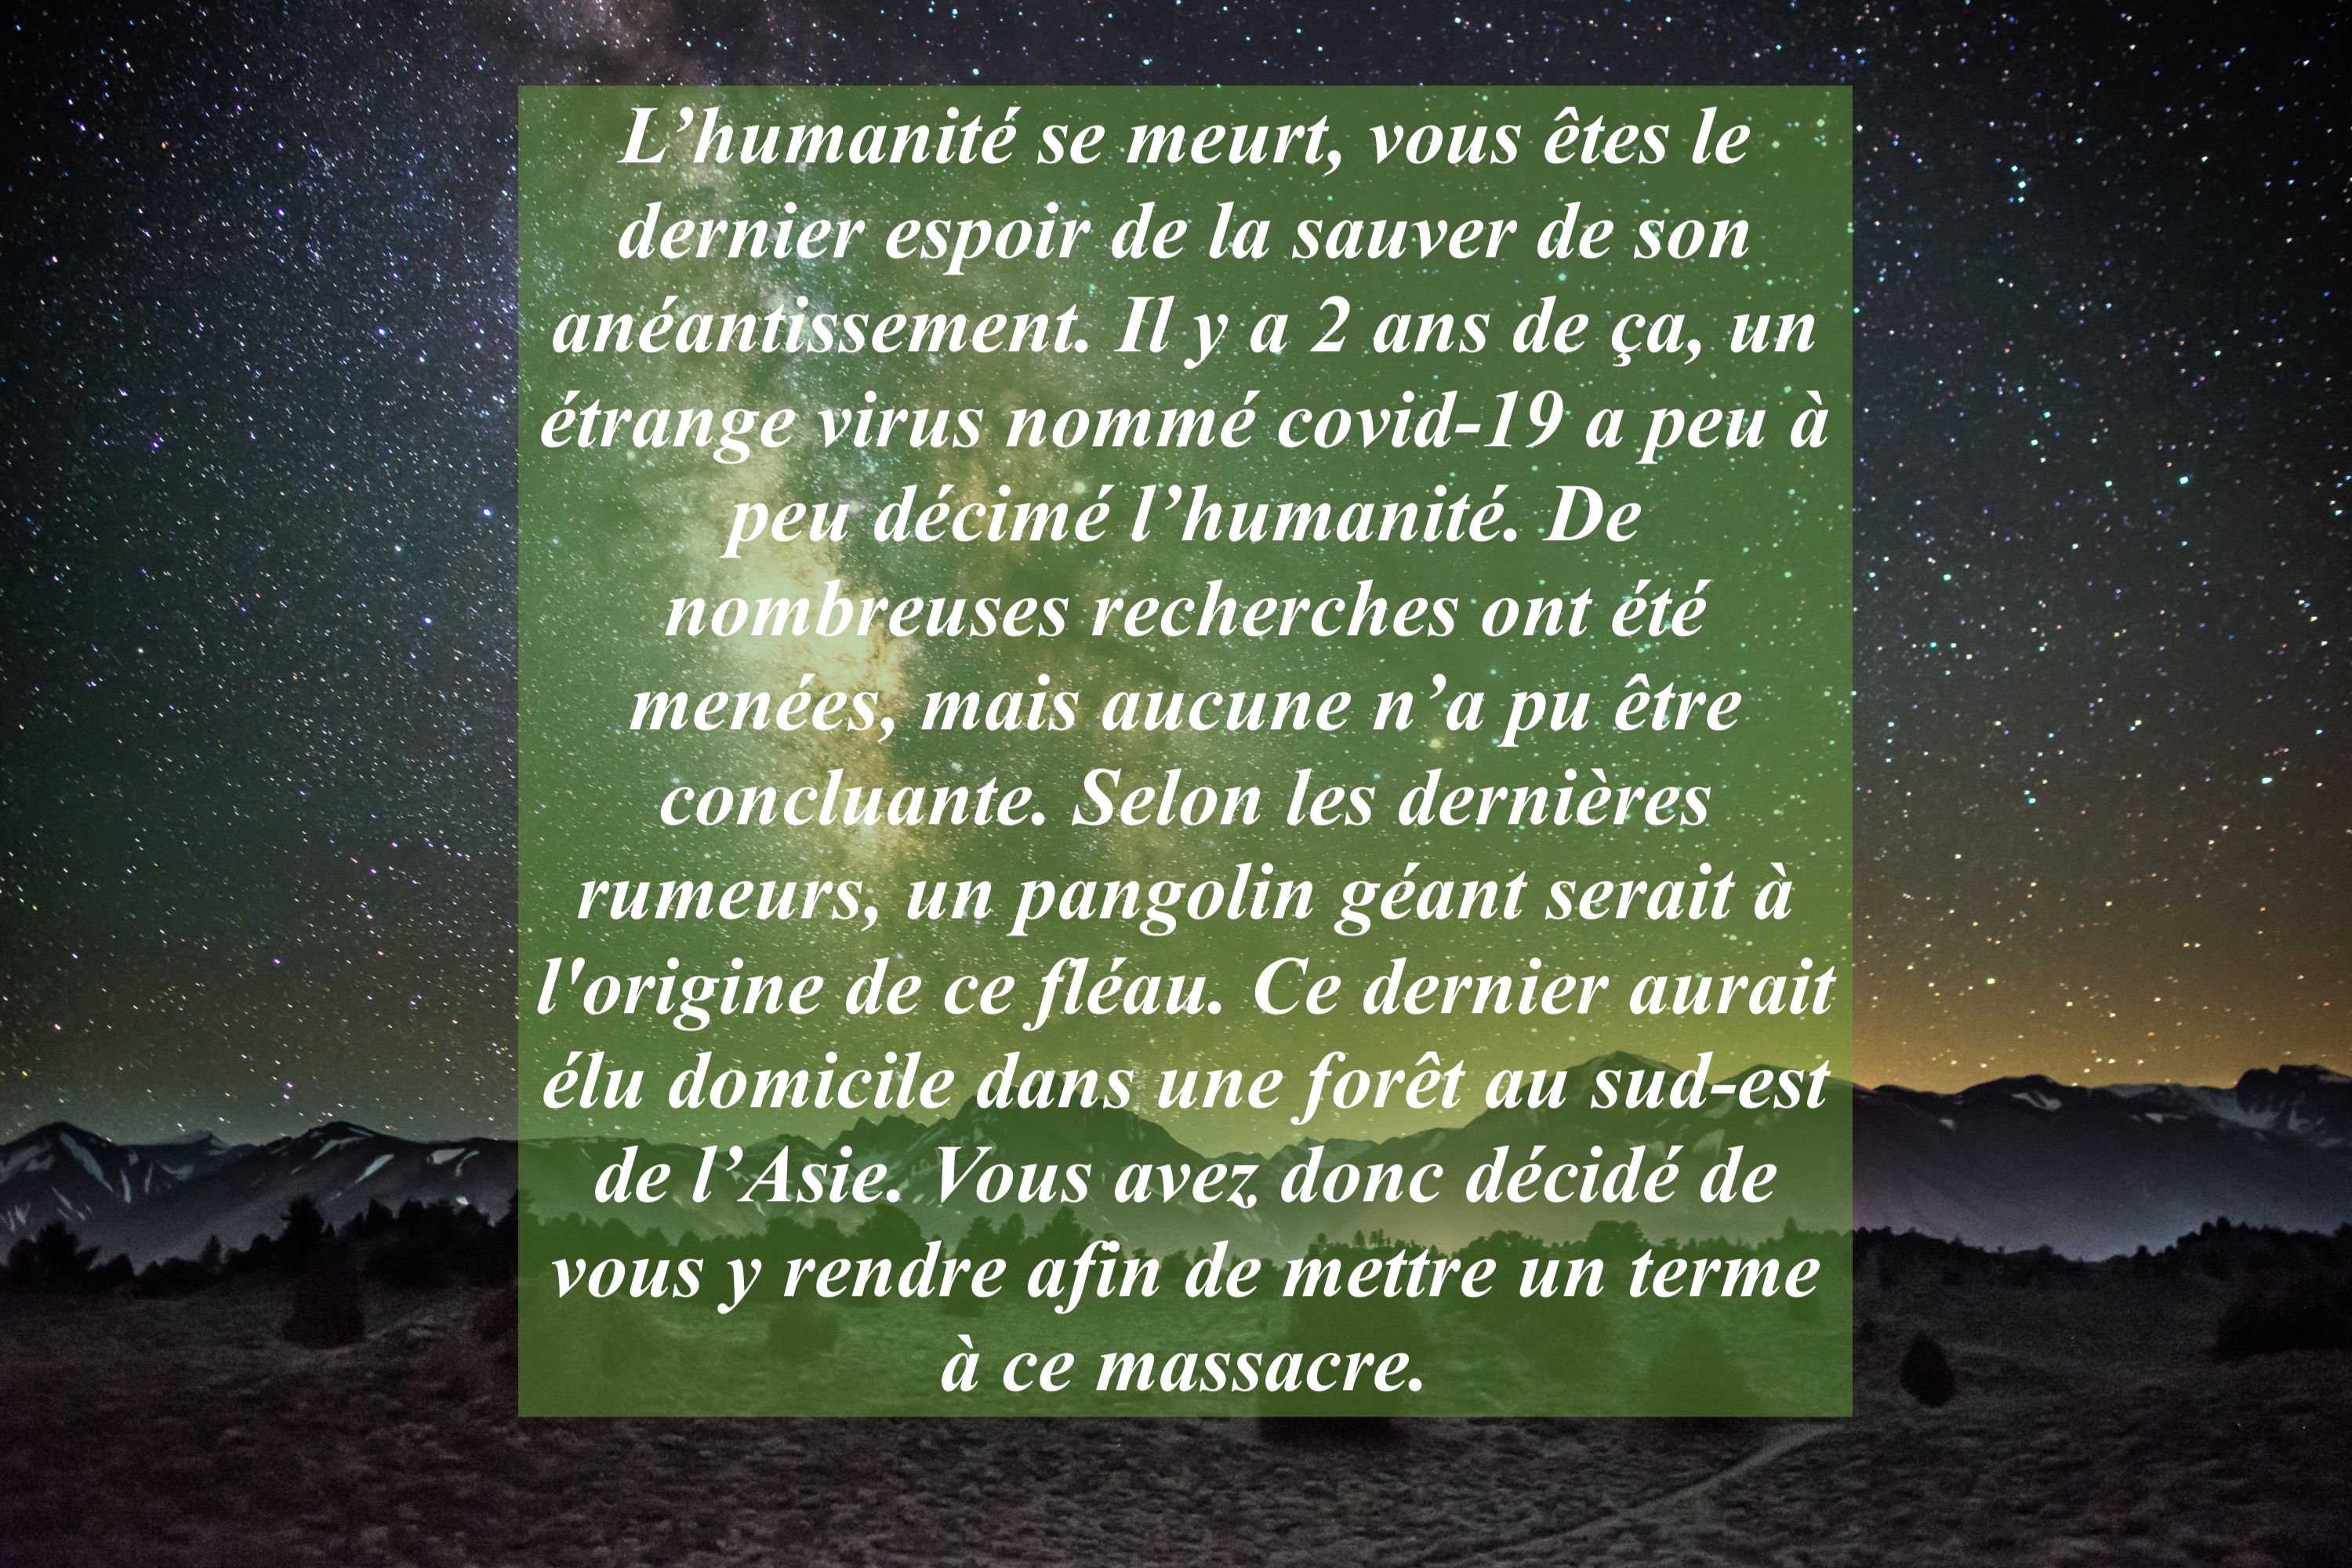 L’humanité se meurt, vous êtes le
dernier espoir de la sauver de son
anéantissement. Il y a 2 ans de ça, un
étrange virus nommé covid-19 a peu à
peu décimé l’humanité. De
nombreuses recherches ont été
menées, mais aucune n’a pu être
concluante. Selon les dernières
rumeurs, un pangolin géant serait à
l'origine de ce fléau. Ce dernier aurait
élu domicile dans une forêt au sud-est
de l’Asie. Vous avez donc décidé de
vous y rendre afin de mettre un terme
à ce massacre.